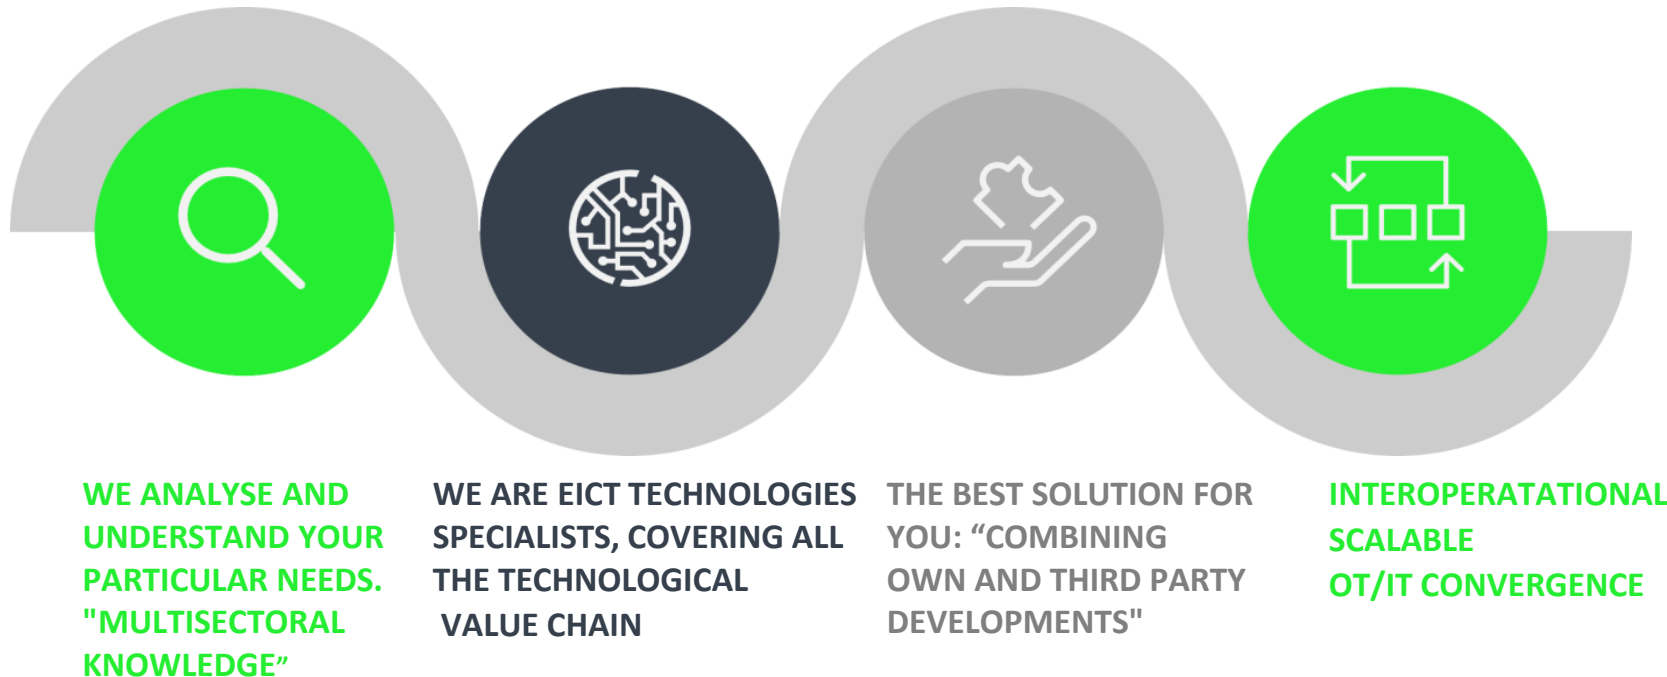 WE ANALYSE AND
UNDERSTAND YOUR
PARTICULAR NEEDS.
"MULTISECTORAL
KNOWLEDGE”
WE ARE EICT TECHNOLOGIES
SPECIALISTS, COVERING ALL
THE TECHNOLOGICAL
VALUE CHAIN
THE BEST SOLUTION FOR
YOU: “COMBINING
OWN AND THIRD PARTY
DEVELOPMENTS"
INTEROPERATATIONAL
SCALABLE
OT/IT CONVERGENCE